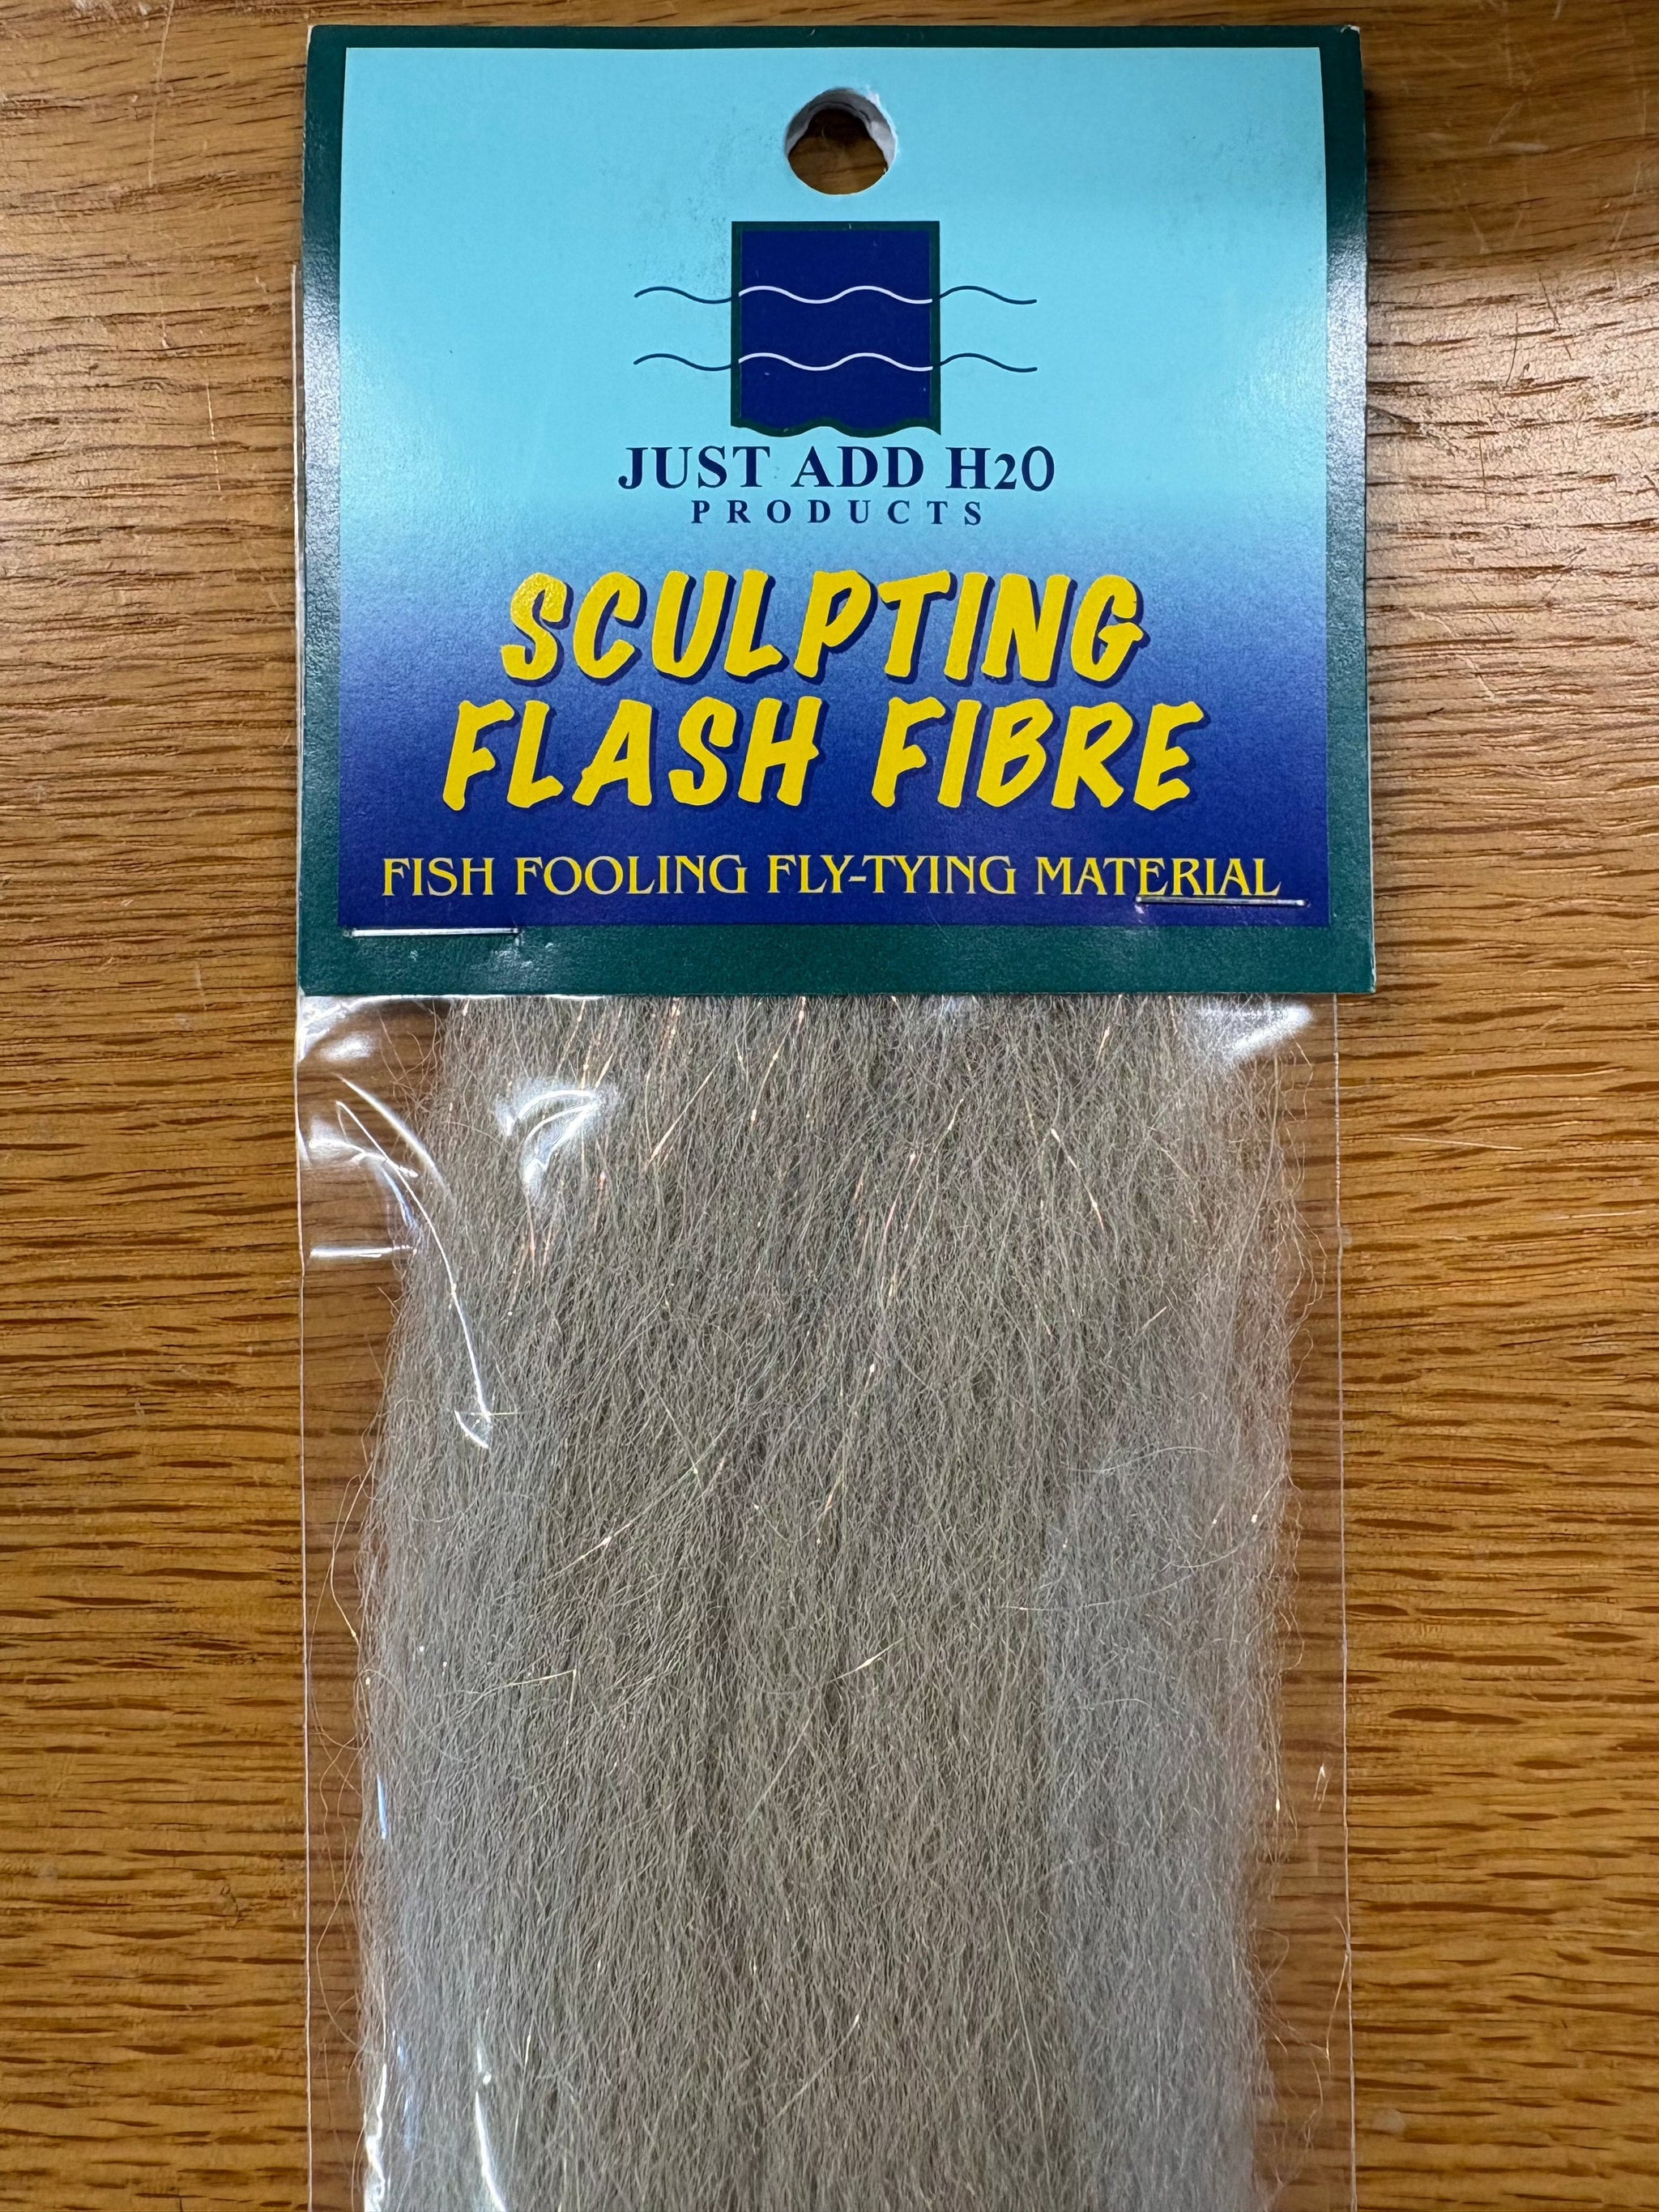 JUST ADD H2O
PRODUCTS
SCULPTING
FLASH FIBRE
FISH FOOLING FLY-TYING MATERIAL